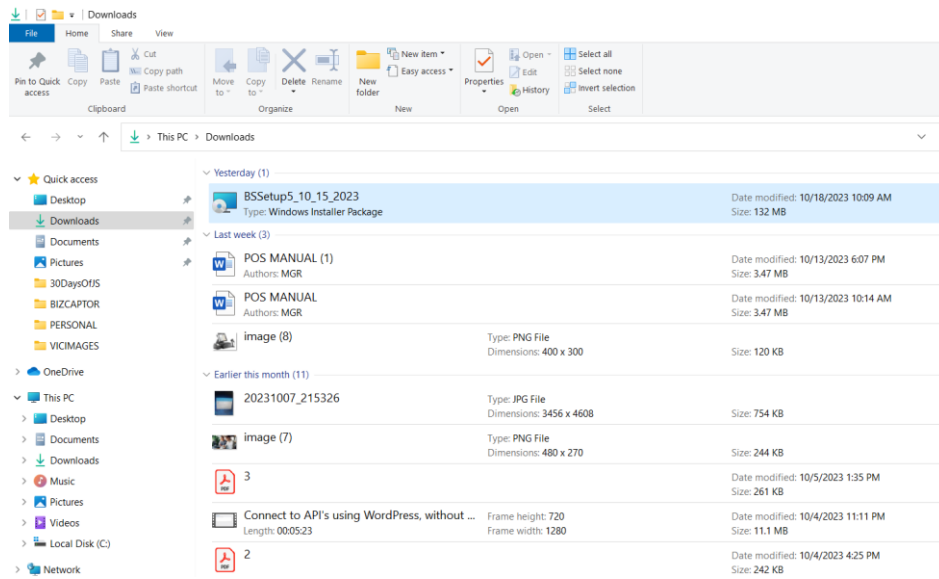 Downloads
File Home Share View
Pin to Quick access
Copy
Paste
Cut
Copy path
Paste shortcut
Clipboard
Move to
Copy to
Delete
Rename
Organize
New folder
New item
Easy access
New
Properties
Open
Edit
History
Open
Select all
Select none
Invert selection
Select
This PC > Downloads
Quick access
Desktop
Downloads
Documents
Pictures
30DaysOfJS
BIZCAPTOR
PERSONAL
VICIMAGES
OneDrive
This PC
Desktop
Documents
Downloads
Music
Pictures
Videos
Local Disk (C:)
Network
Yesterday (1)
BSSetup5_10_15_2023
Type: Windows Installer Package
Date modified: 10/18/2023 10:09 AM
Size: 132 MB
Last week (3)
POS MANUAL (1)
Authors: MGR
Date modified: 10/13/2023 6:07 PM
Size: 3.47 MB
POS MANUAL
Authors: MGR
Date modified: 10/13/2023 10:14 AM
Size: 3.47 MB
image (8)
Type: PNG File
Dimensions: 400 x 300
Size: 120 KB
Earlier this month (11)
20231007_215326
Type: JPG File
Dimensions: 3456 x 4608
Size: 754 KB
image (7)
Type: PNG File
Dimensions: 480 x 270
Size: 244 KB
PDF
3
Date modified: 10/5/2023 1:35 PM
Size: 261 KB
Connect to API's using WordPress, without ...
Length: 00:05:23
Frame height: 720
Frame width: 1280
Date modified: 10/4/2023 11:11 PM
Size: 11.1 MB
PDF
2
Date modified: 10/4/2023 4:25 PM
Size: 242 KB